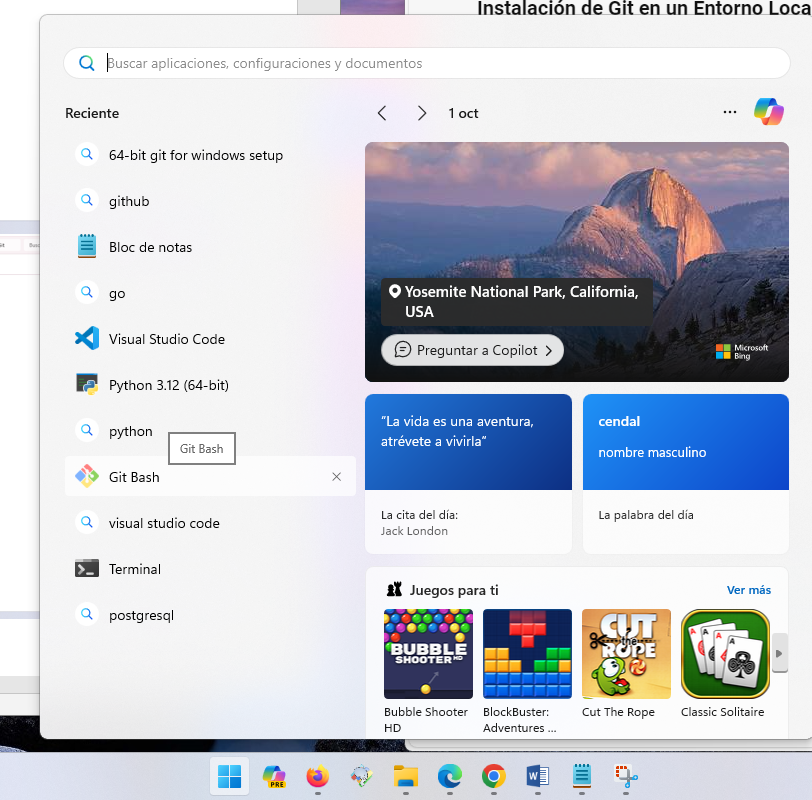 Instalación de Git en un Entorno Loca
Buscar aplicaciones, configuraciones y documentos
Reciente
64-bit git for windows setup
github
Bloc de notas
go
Visual Studio Code
Python 3.12 (64-bit)
python
Git Bash
Git Bash
visual studio code
Terminal
postgresql
1 oct
Yosemite National Park, California,
USA
Preguntar a Copilot
Microsoft
Bing
"La vida es una aventura,
atrévete a vivirla"
La cita del día:
Jack London
cendal
nombre masculino
La palabra del día
Juegos para ti
Ver más
BUBBLE
SHOOTER HD
CUT
the
ROPE
A
A
A
A
Bubble Shooter
HD
BlockBuster:
Adventures ...
Cut The Rope
Classic Solitaire
PRE